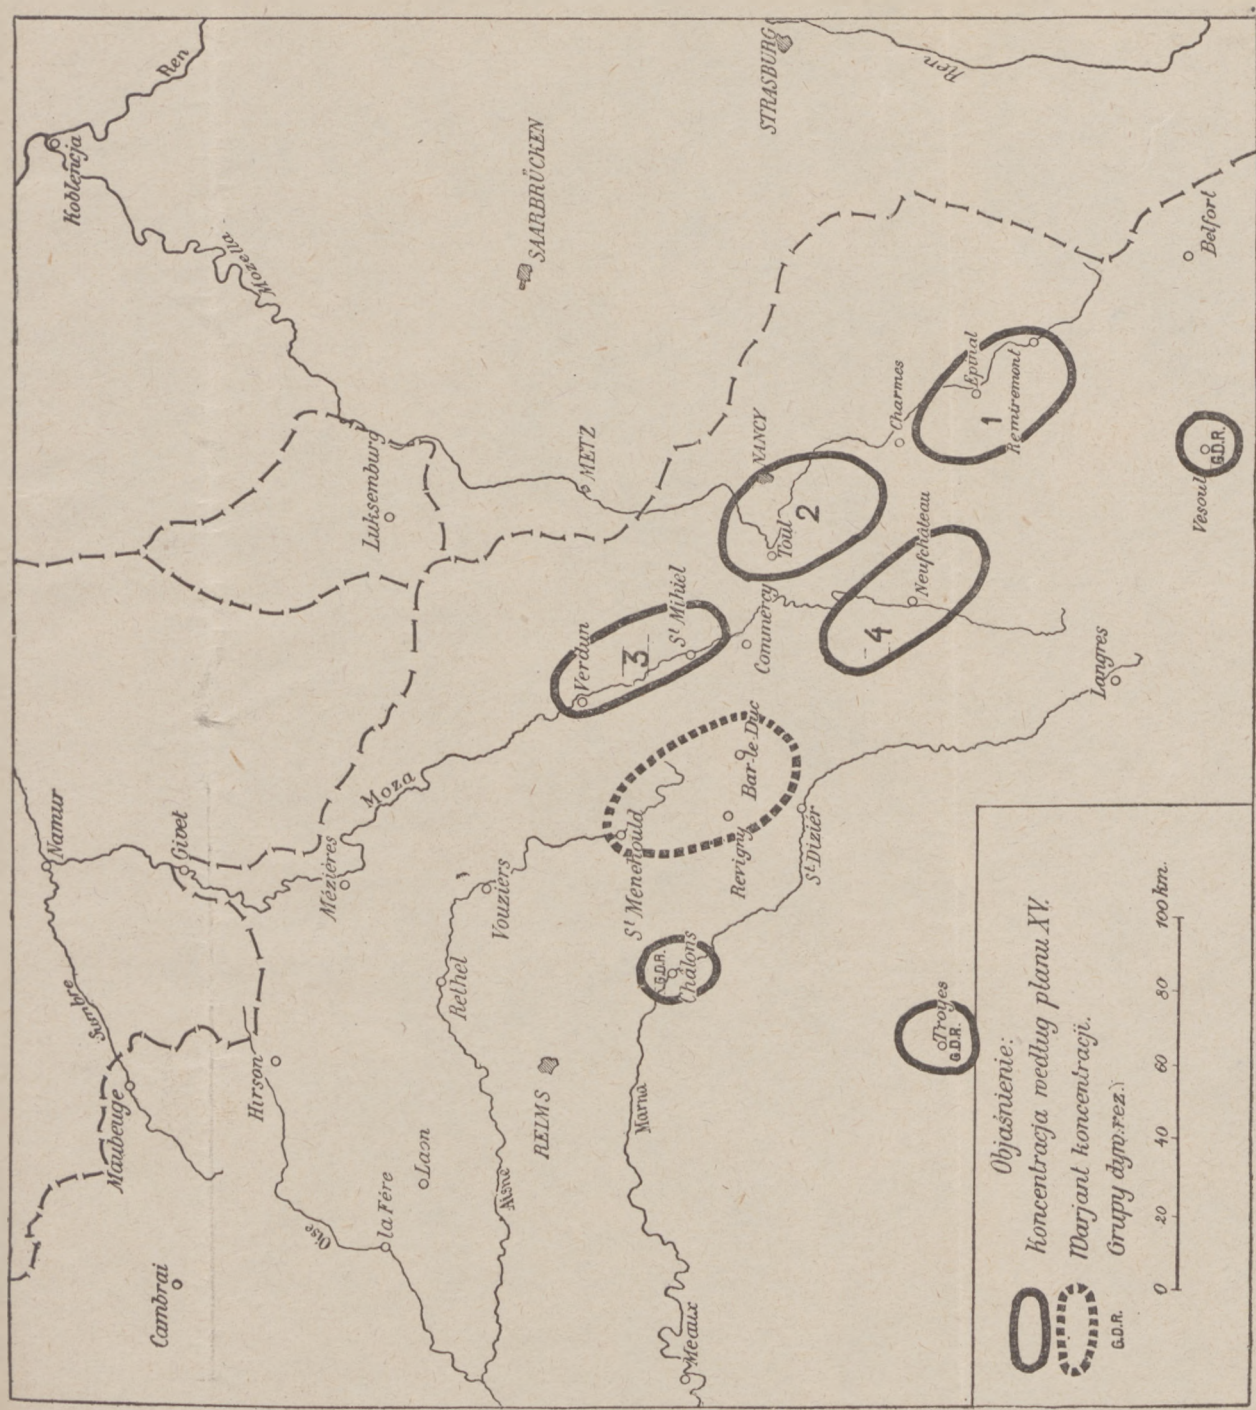 Koblencja
Ren
Mozella
SAARBRÜCKEN
STRASBURG
Ren
Belfort
Luksemburg
METZ
NANCY
Charmes
Epinal
1
Remiremont
2
Toul
Neufchâteau
4
G.D.R.
Vesoul
Verdun
3
St Mihiel
Commercy
Langres
Namur
Givet
Moza
Mézières
Vouziers
St Menehould
Bar-le-Duc
Revigny
St. Dizier
Sambre
Maubeuge
Hirson
Rethel
REIMS
G.D.R.
Châlons
Troyes
G.D.R.
Cambrai
Oise
la Fère
Laon
Aisne
Marna
Meaux
Objaśnienie:
Koncentracja według planu XV.
Warjant koncentracji.
G.D.R. Grupy dyw. rez.
0 20 40 60 80 100 km.